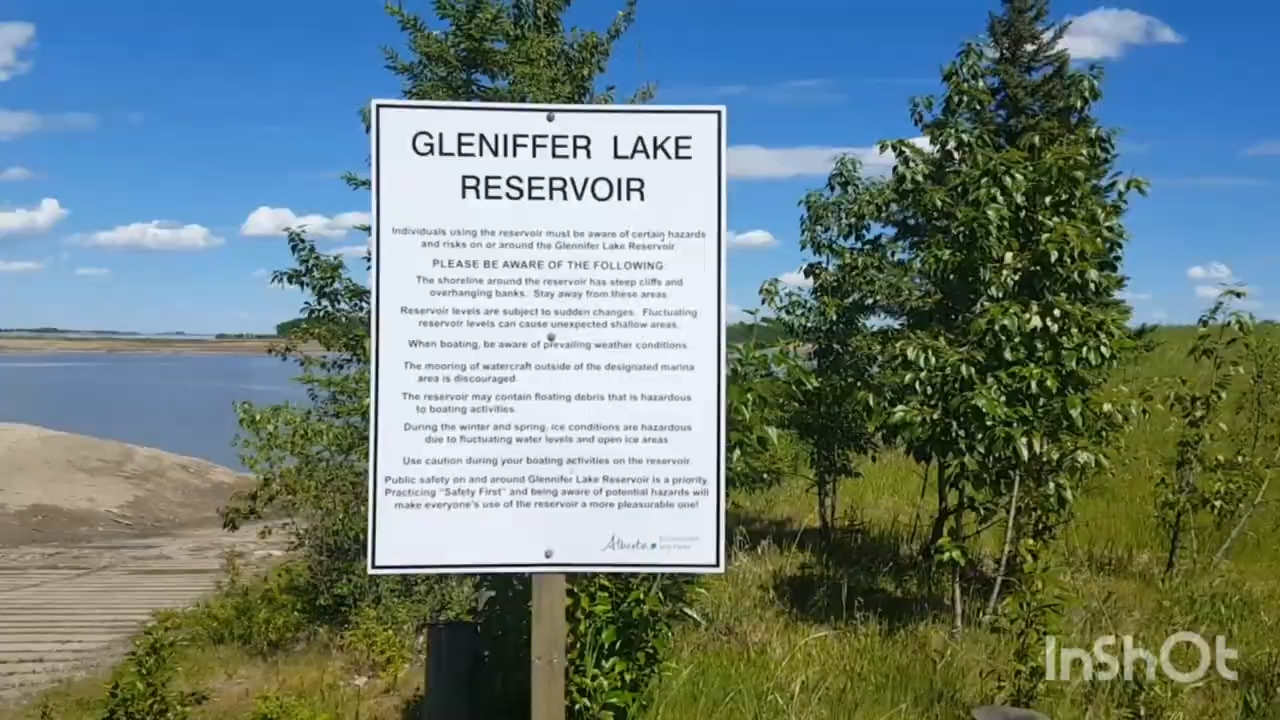 GLENIFFER LAKE
RESERVOIR
Individuals using the reservoir must be aware of certain hazards
and risks on or around the Glennifer Lake Reservoir
PLEASE BE AWARE OF THE FOLLOWING:
The shoreline around the reservoir has steep cliffs and
overhanging banks. Stay away from these areas.
Reservoir levels are subject to sudden changes. Fluctuating
reservoir levels can cause unexpected shallow areas.
When boating, be aware of prevailing weather conditions.
The mooring of watercraft outside of the designated marina
area is discouraged.
The reservoir may contain floating debris that is hazardous
to boating activities.
During the winter and spring, ice conditions are hazardous
due to fluctuating water levels and open ice areas.
Use caution during your boating activities on the reservoir.
Public safety on and around Glennifer Lake Reservoir is a priority.
Practicing "Safety First" and being aware of potential hazards will
make everyone's use of the reservoir a more pleasurable one!
Alberta
InShOt